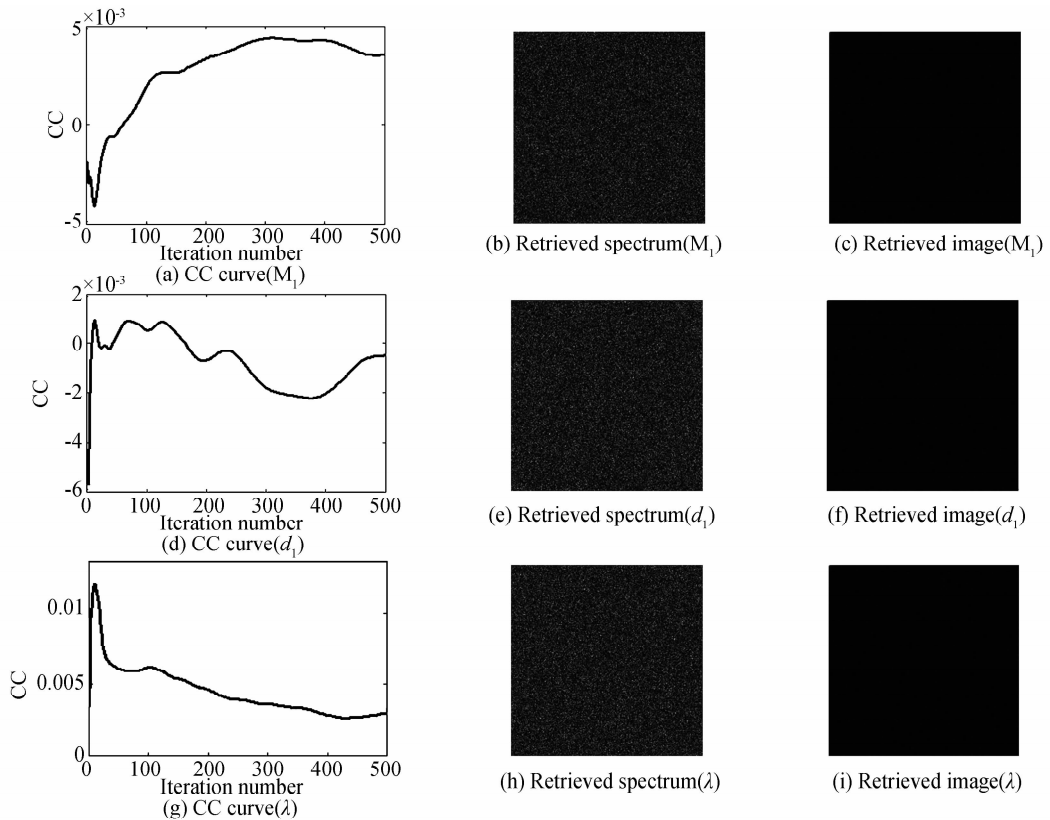 ×10⁻³
5
0
-5
CC
0 100 200 300 400 500
Iteration number
(a) CC curve(M₁)
(b) Retrieved spectrum(M₁)
(c) Retrieved image(M₁)
×10⁻³
2
0
-2
-4
-6
CC
0 100 200 300 400 500
Iteration number
(d) CC curve(d₁)
(e) Retrieved spectrum(d₁)
(f) Retrieved image(d₁)
0.01
0.005
0
CC
0 100 200 300 400 500
Iteration number
(g) CC curve(λ)
(h) Retrieved spectrum(λ)
(i) Retrieved image(λ)